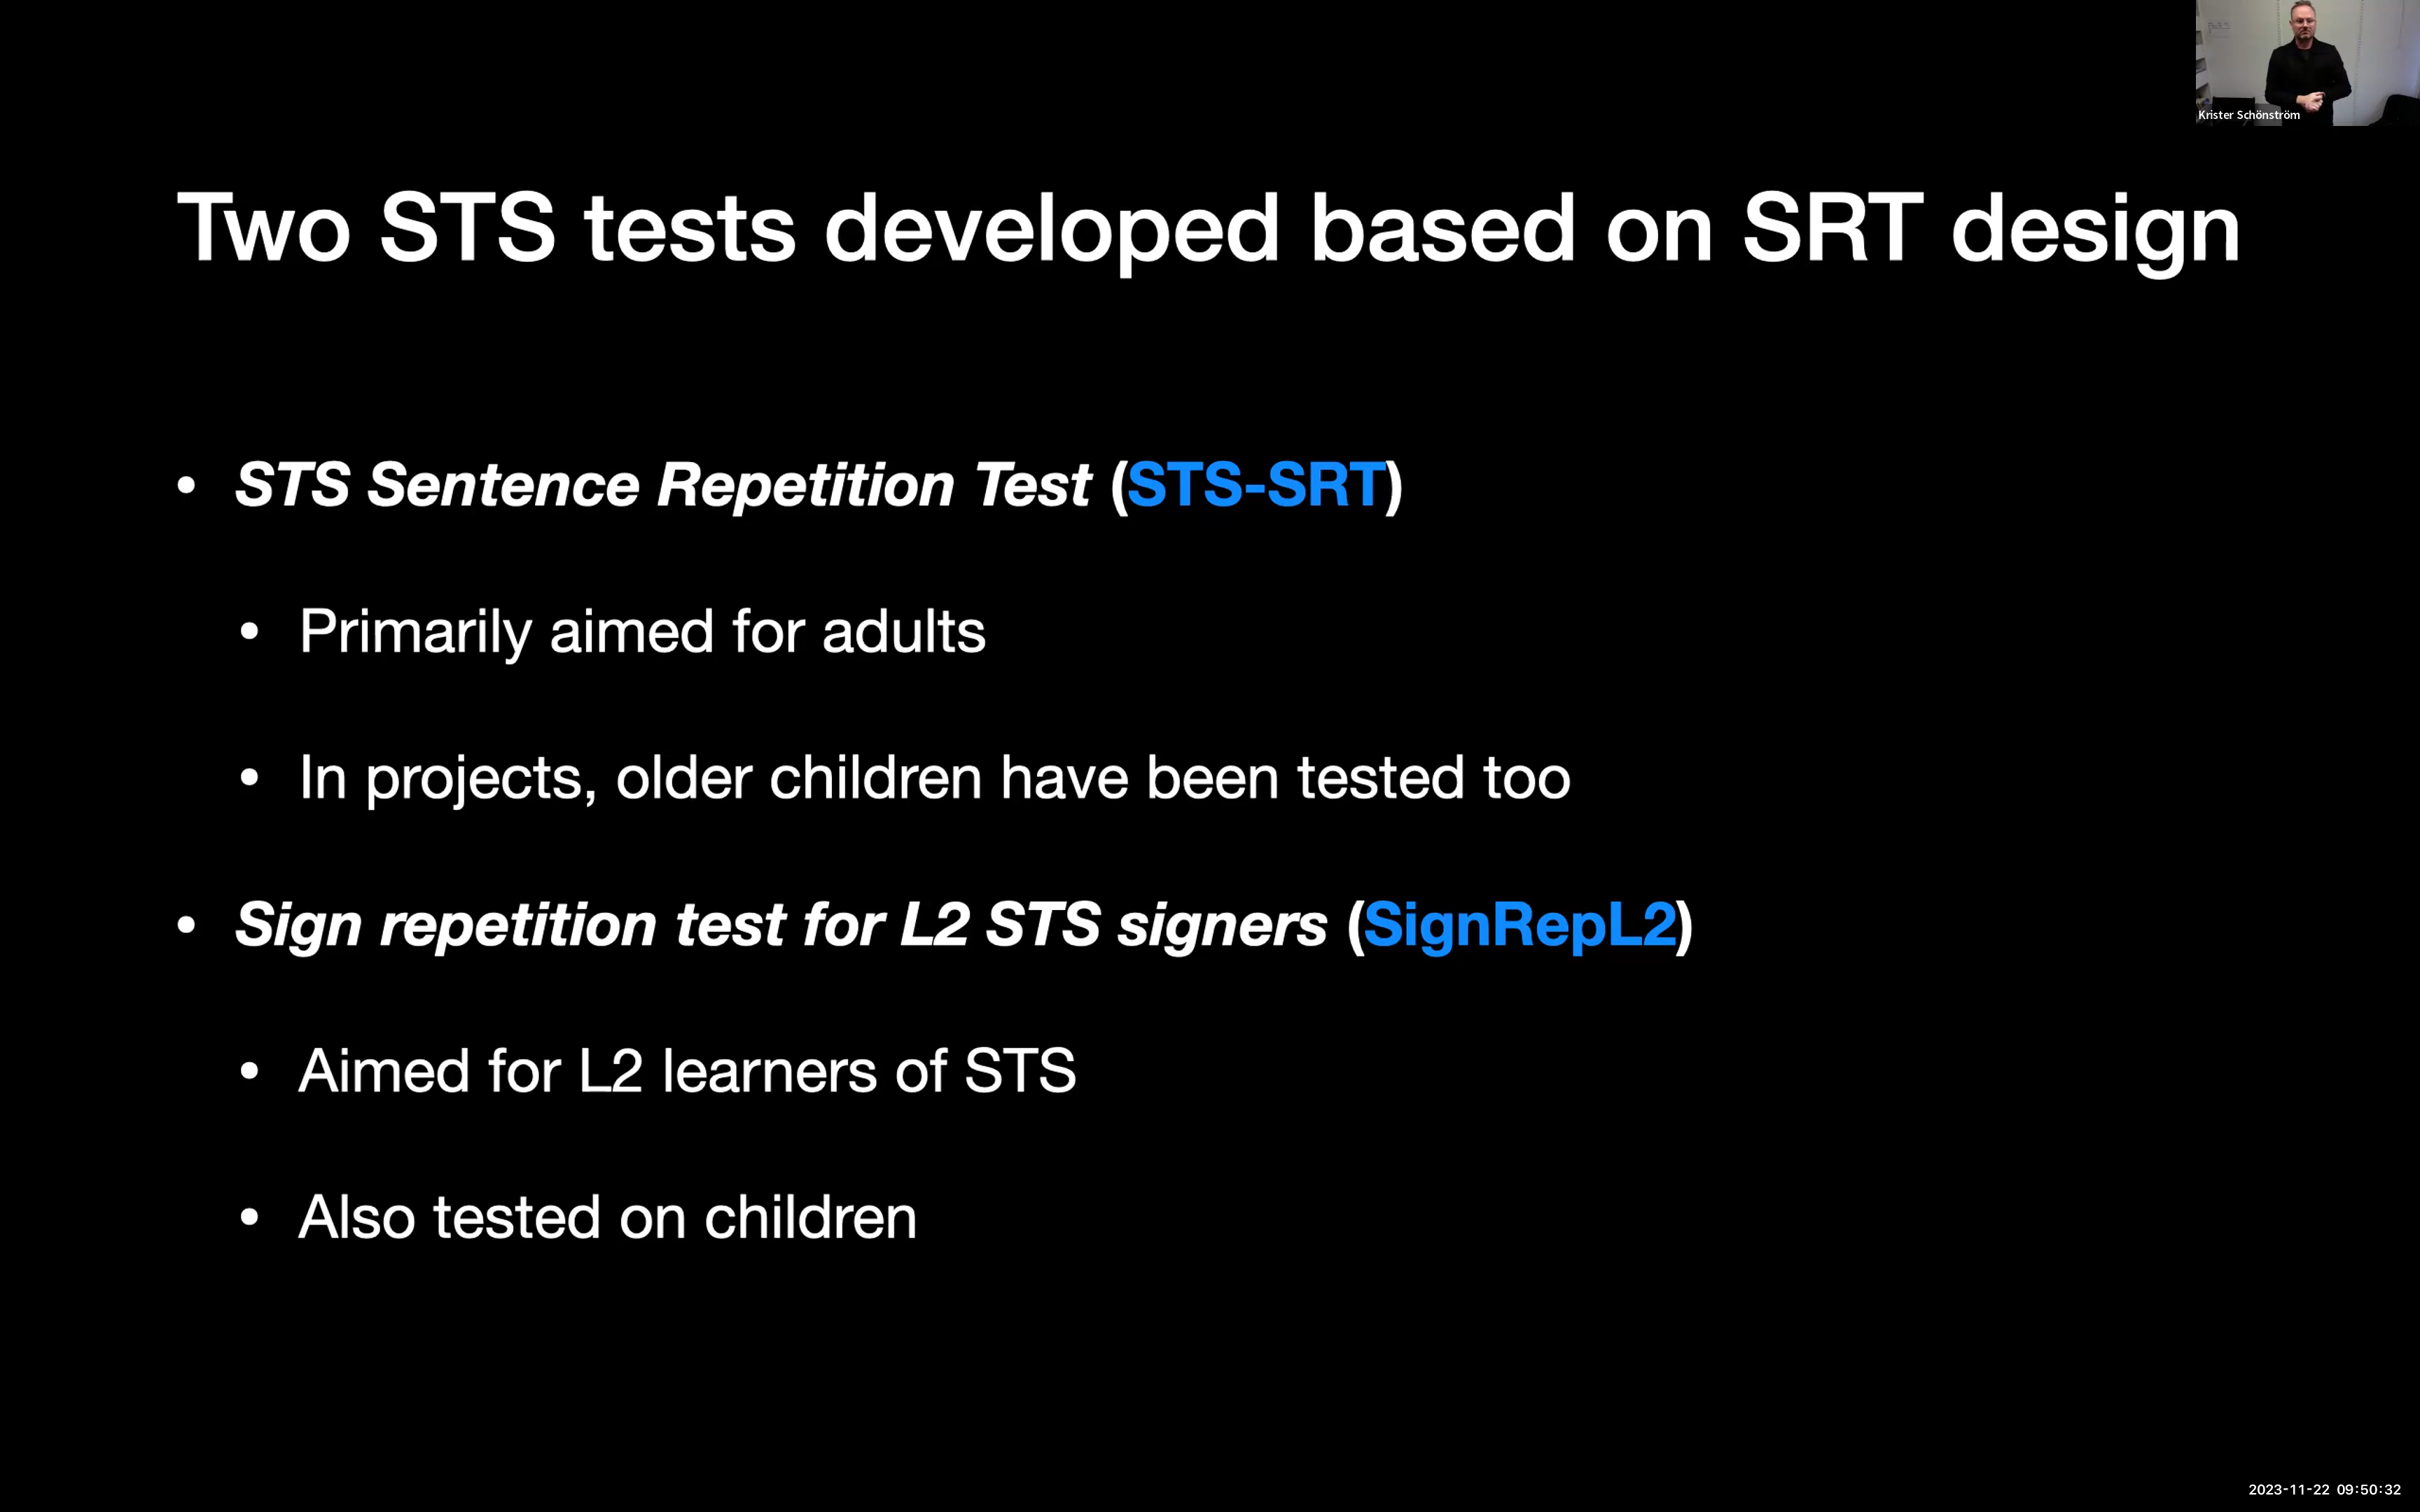 Krister Schönström
Two STS tests developed based on SRT design
• STS Sentence Repetition Test (STS-SRT)
• Primarily aimed for adults
• In projects, older children have been tested too
• Sign repetition test for L2 STS signers (SignRepL2)
• Aimed for L2 learners of STS
• Also tested on children
2023-11-22 09:50:32